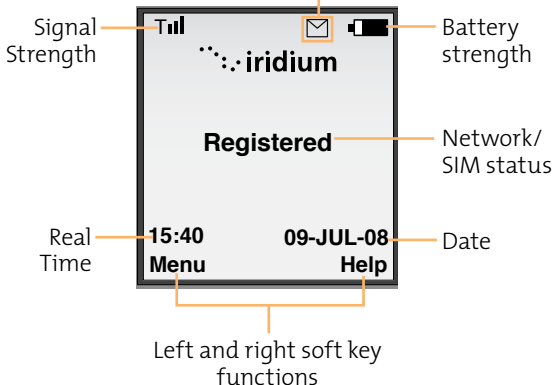 Signal
Strength
Battery
strength
iridium
Registered
Network/
SIM status
Real
Time
15:40
09-JUL-08
Date
Menu
Help
Left and right soft key
functions